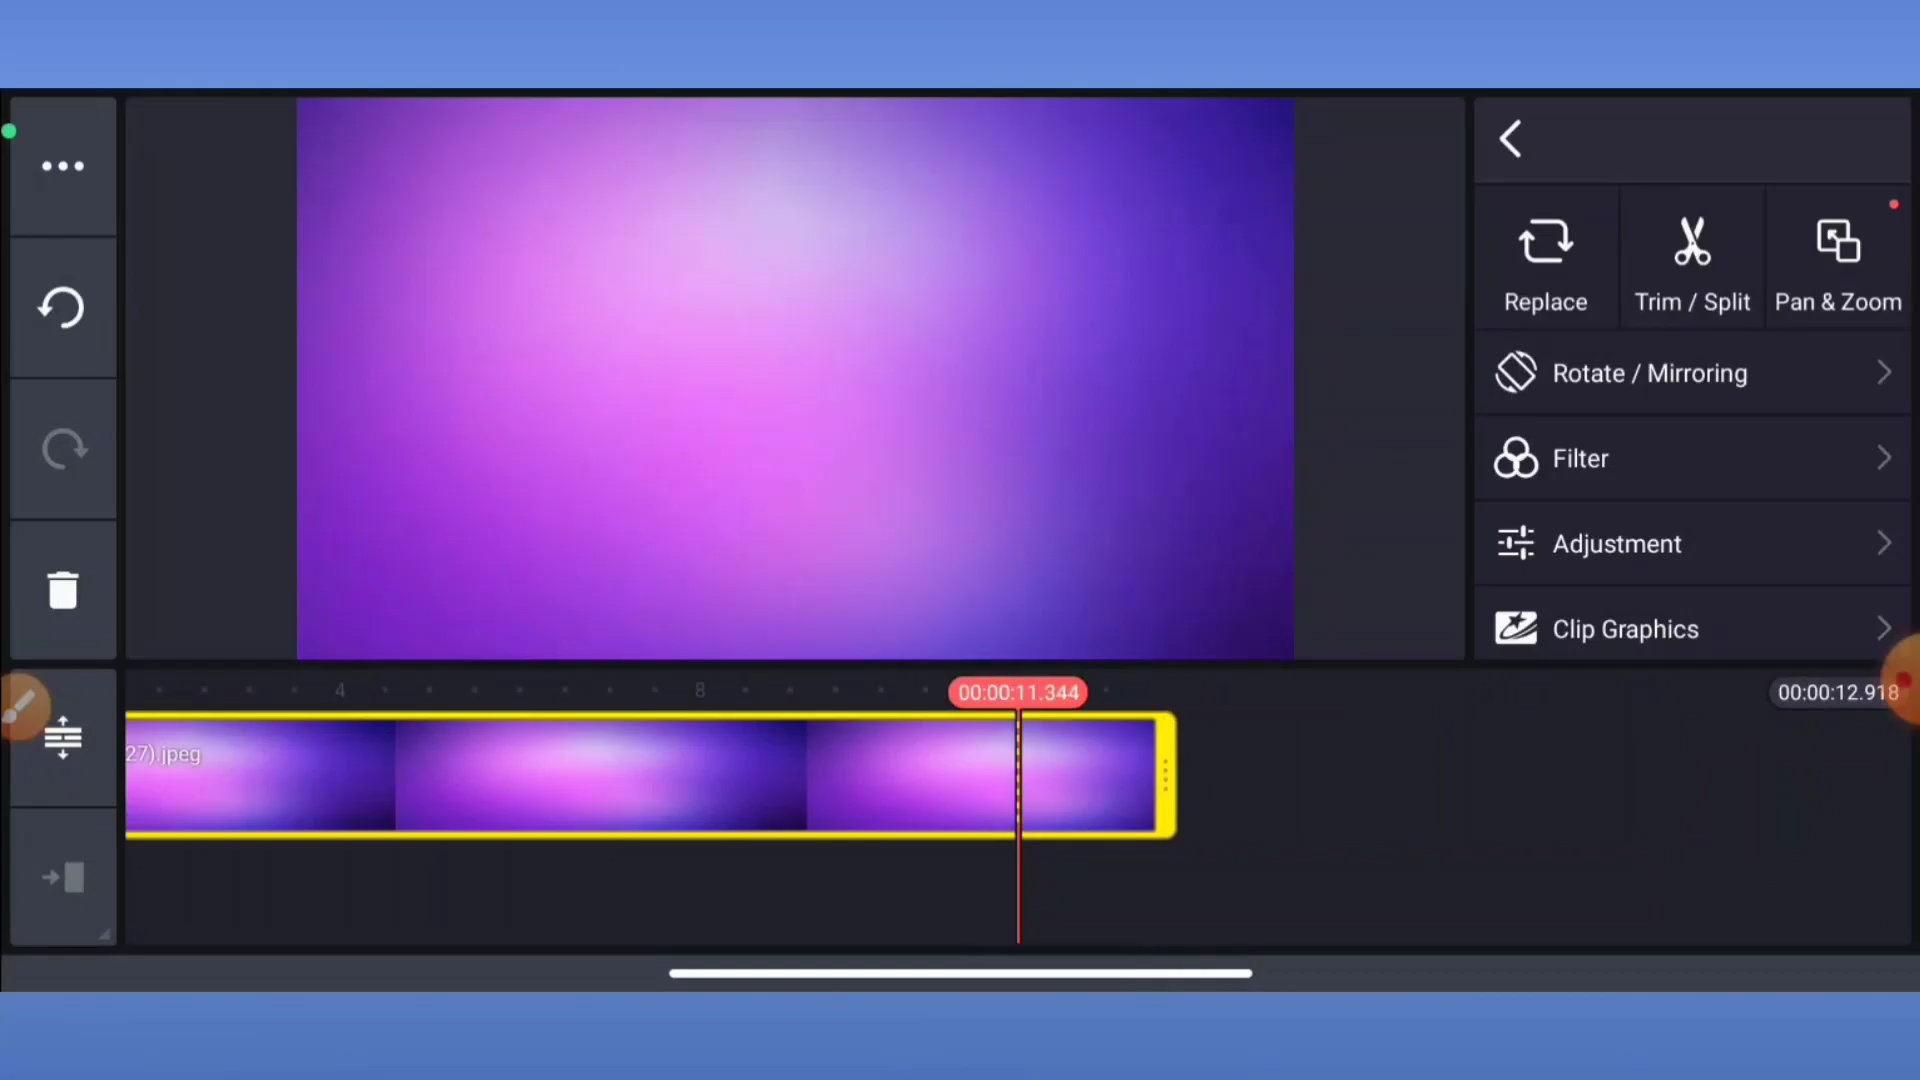 Replace
Trim / Split
Pan & Zoom
Rotate / Mirroring
Filter
Adjustment
Clip Graphics
4
8
00:00:11.344
00:00:12.918
27).jpeg